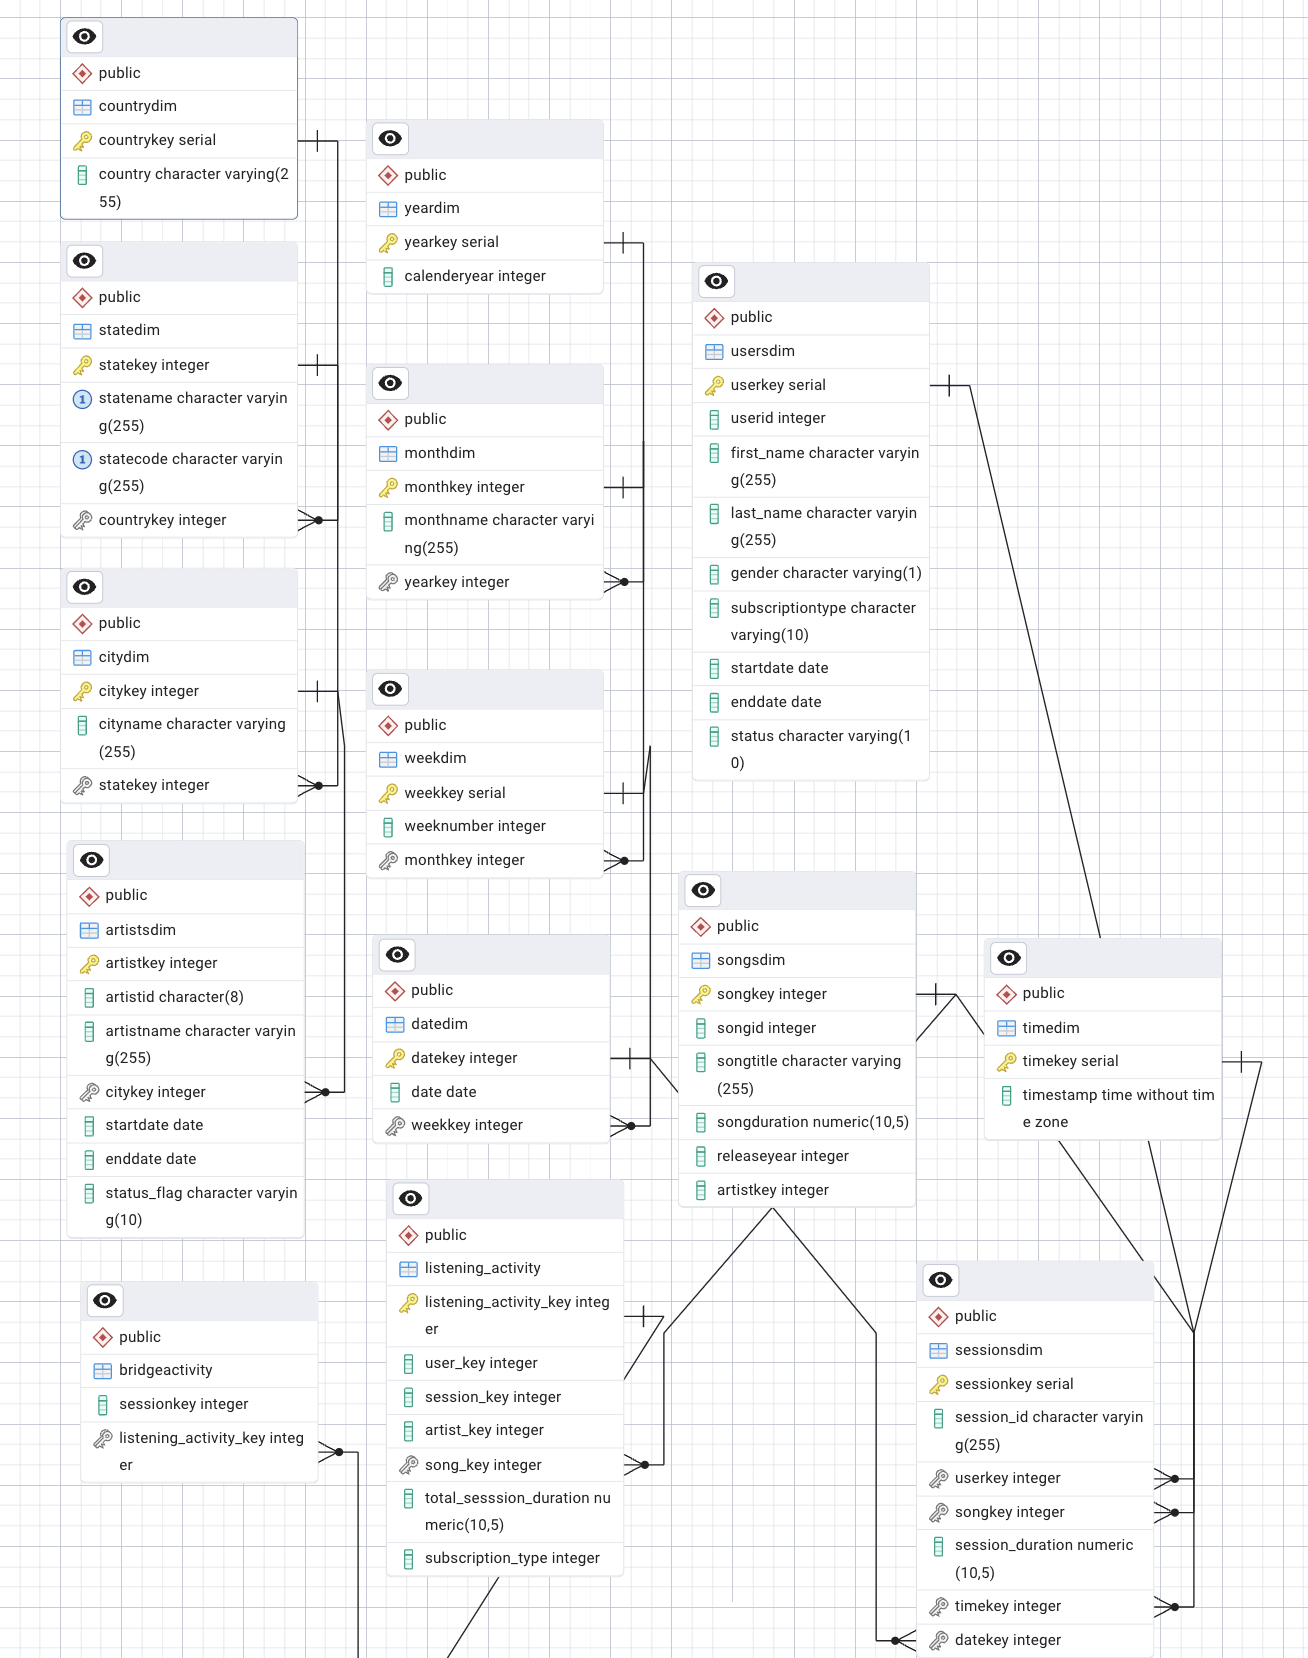 public
countrydim
countrykey serial
country character varying(2
55)
public
statedim
statekey integer
statename character varyin
g(255)
statecode character varyin
g(255)
countrykey integer
public
citydim
citykey integer
cityname character varying
(255)
statekey integer
public
artistsdim
artistkey integer
artistid character(8)
artistname character varyin
g(255)
citykey integer
startdate date
enddate date
status_flag character varyin
g(10)
public
bridgeactivity
sessionkey integer
listening_activity_key integ
er
public
yeardim
yearkey serial
calenderyear integer
public
monthdim
monthkey integer
monthname character varyi
ng(255)
yearkey integer
public
weekdim
weekkey serial
weeknumber integer
monthkey integer
public
datedim
datekey integer
date date
weekkey integer
public
listening_activity
listening_activity_key integ
er
user_key integer
session_key integer
artist_key integer
song_key integer
total_sesssion_duration nu
meric(10,5)
subscription_type integer
public
usersdim
userkey serial
userid integer
first_name character varyin
g(255)
last_name character varyin
g(255)
gender character varying(1)
subscriptiontype character
varying(10)
startdate date
enddate date
status character varying(1
0)
public
songsdim
songkey integer
songid integer
songtitle character varying
(255)
songduration numeric(10,5)
releaseyear integer
artistkey integer
public
timedim
timekey serial
timestamp time without tim
e zone
public
sessionsdim
sessionkey serial
session_id character varyin
g(255)
userkey integer
songkey integer
session_duration numeric
(10,5)
timekey integer
datekey integer